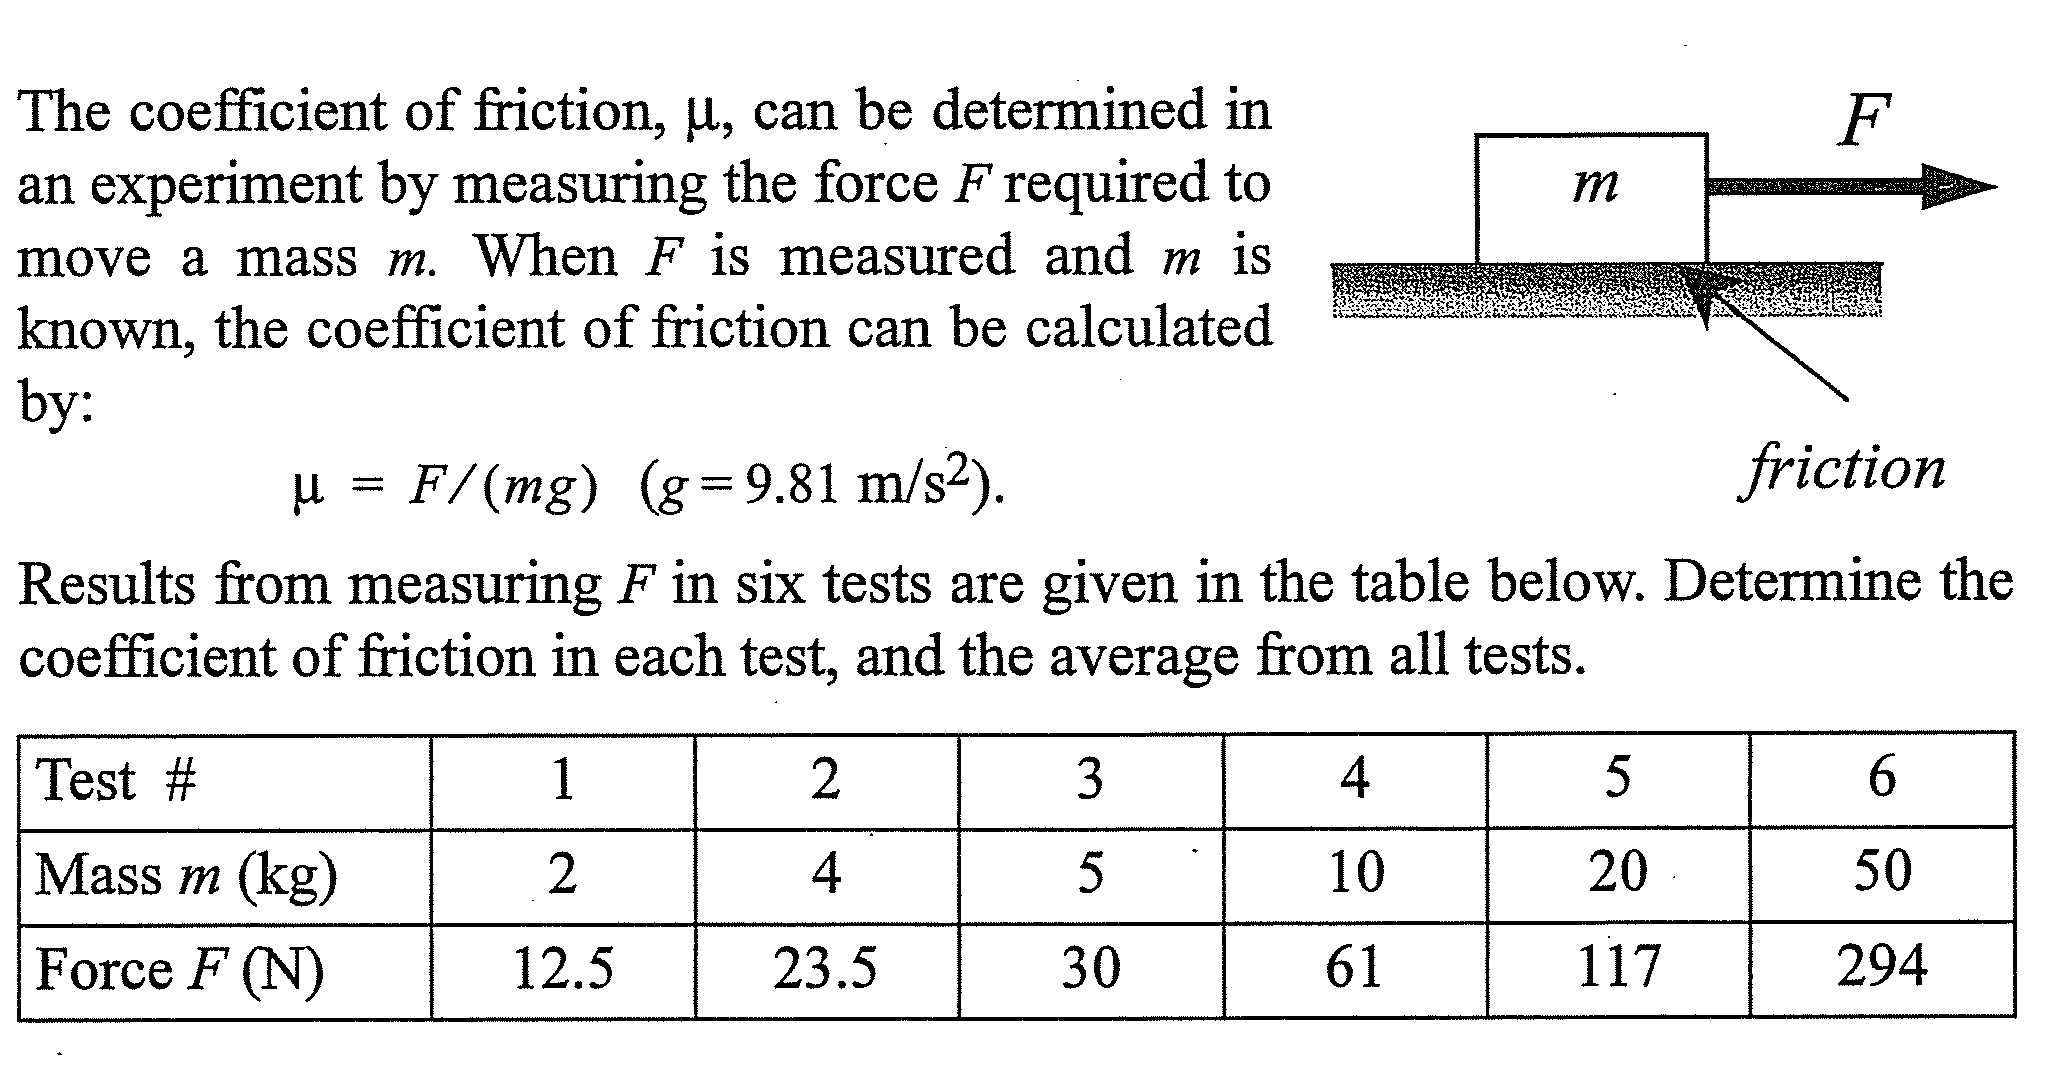 The coefficient of friction, μ, can be determined in
an experiment by measuring the force F required to
move a mass m. When F is measured and m is
known, the coefficient of friction can be calculated
by:
μ = F/(mg) (g = 9.81 m/s²).
F
m
friction
Results from measuring F in six tests are given in the table below. Determine the
coefficient of friction in each test, and the average from all tests.
Test # 1 2 3 4 5 6
Mass m (kg) 2 4 5 10 20 50
Force F (N) 12.5 23.5 30 61 117 294